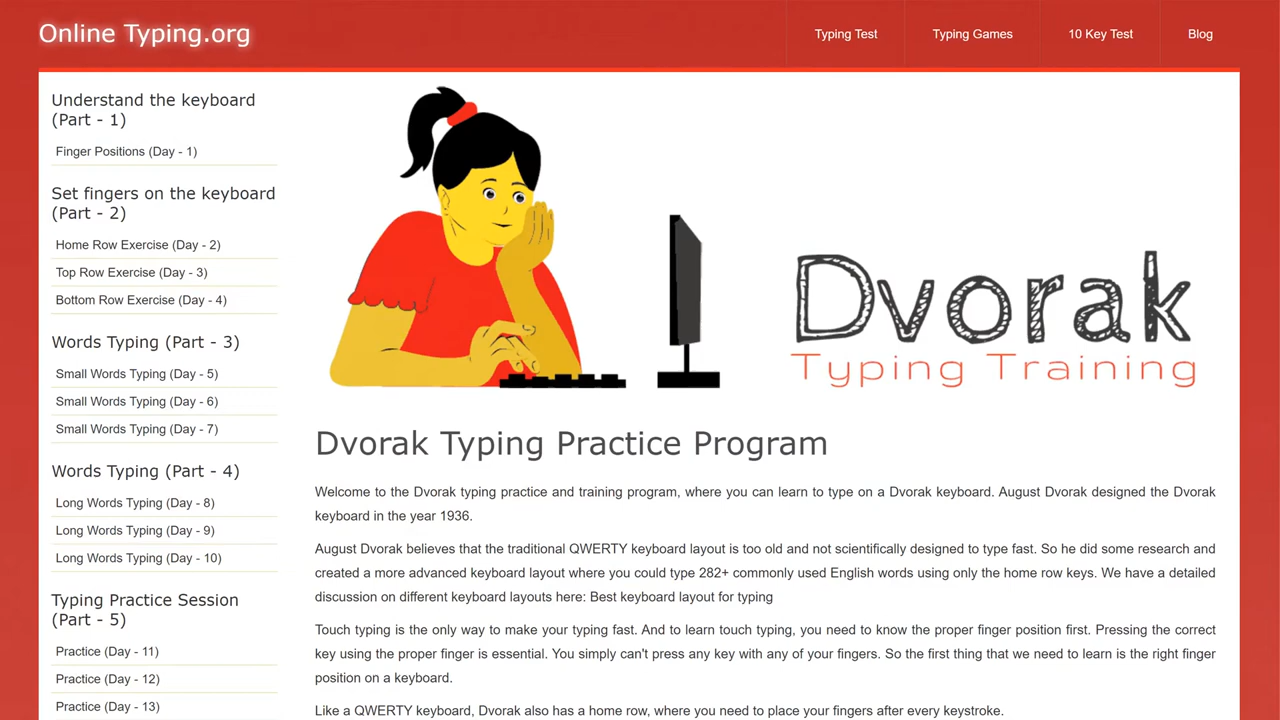 Online Typing.org
Typing Test
Typing Games
10 Key Test
Blog
Understand the keyboard
(Part - 1)
Finger Positions (Day - 1)
Set fingers on the keyboard
(Part - 2)
Home Row Exercise (Day - 2)
Top Row Exercise (Day - 3)
Bottom Row Exercise (Day - 4)
Words Typing (Part - 3)
Small Words Typing (Day - 5)
Small Words Typing (Day - 6)
Small Words Typing (Day - 7)
Words Typing (Part - 4)
Long Words Typing (Day - 8)
Long Words Typing (Day - 9)
Long Words Typing (Day - 10)
Typing Practice Session
(Part - 5)
Practice (Day - 11)
Practice (Day - 12)
Practice (Day - 13)
Dvorak
Typing Training
Dvorak Typing Practice Program
Welcome to the Dvorak typing practice and training program, where you can learn to type on a Dvorak keyboard. August Dvorak designed the Dvorak
keyboard in the year 1936.
August Dvorak believes that the traditional QWERTY keyboard layout is too old and not scientifically designed to type fast. So he did some research and
created a more advanced keyboard layout where you could type 282+ commonly used English words using only the home row keys. We have a detailed
discussion on different keyboard layouts here: Best keyboard layout for typing
Touch typing is the only way to make your typing fast. And to learn touch typing, you need to know the proper finger position first. Pressing the correct
key using the proper finger is essential. You simply can't press any key with any of your fingers. So the first thing that we need to learn is the right finger
position on a keyboard.
Like a QWERTY keyboard, Dvorak also has a home row, where you need to place your fingers after every keystroke.